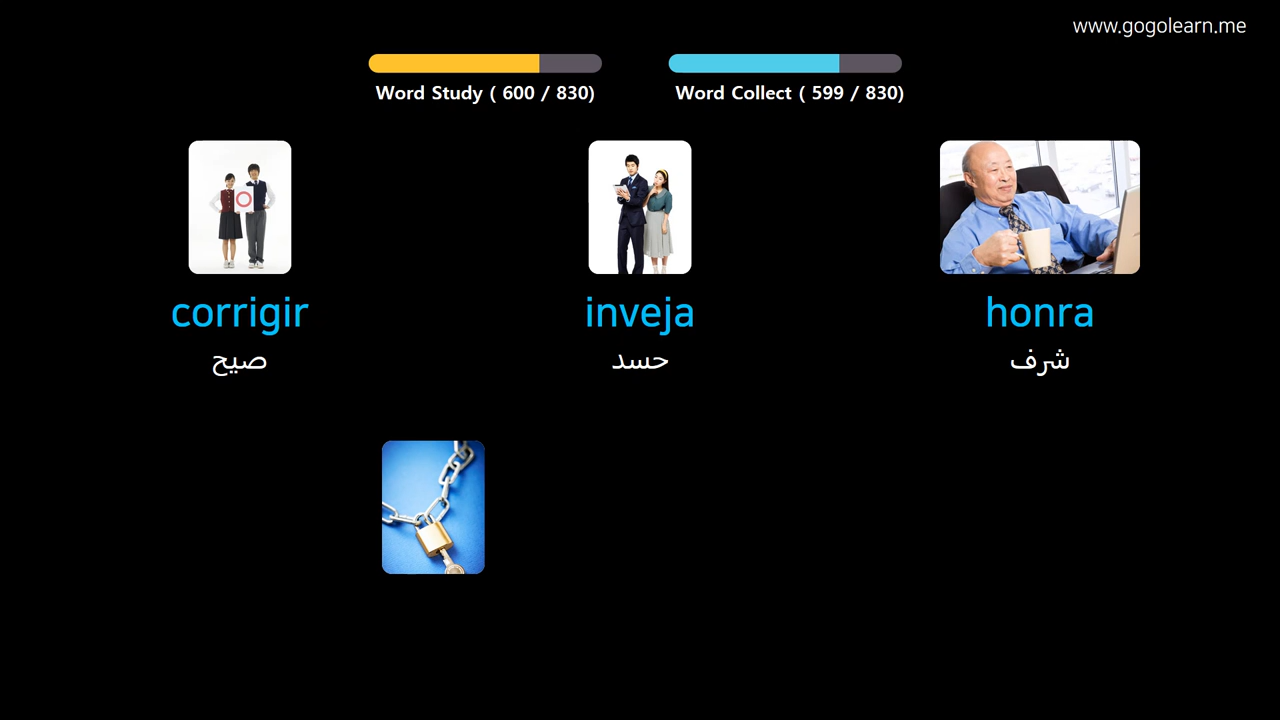 www.gogolearn.me
Word Study ( 600 / 830)
Word Collect ( 599 / 830)
corrigir
inveja
honra
صيح
حسد
شرف